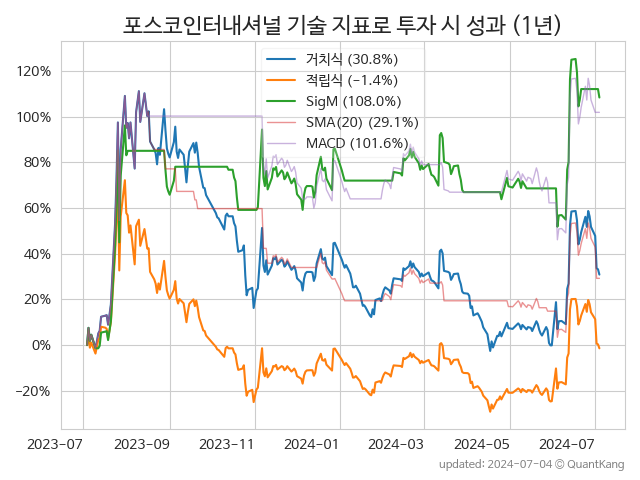 포스코인터내셔널 기술 지표로 투자 시 성과 (1년)
거치식 (30.8%)
적립식 (−1.4%)
SigM (108.0%)
SMA(20) (29.1%)
MACD (101.6%)
120%
100%
80%
60%
40%
20%
0%
−20%
2023-07
2023-09
2023-11
2024-01
2024-03
2024-05
2024-07
updated: 2024-07-04 ⓒ QuantKang